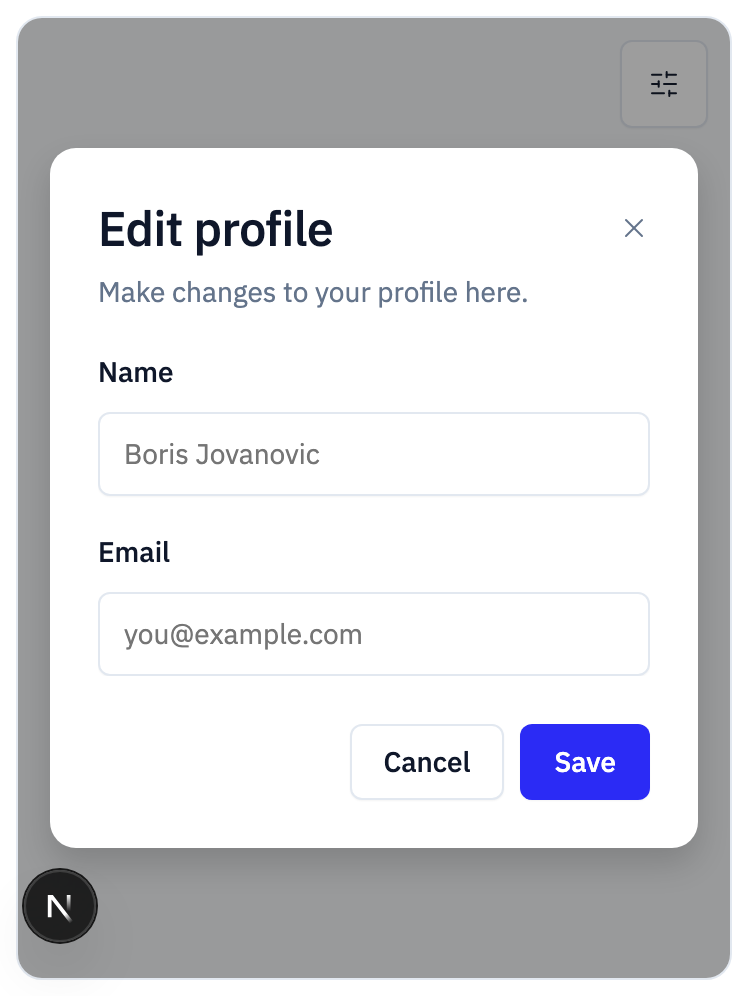 Edit profile
Make changes to your profile here.
Name
Boris Jovanovic
Email
you@example.com
Cancel
Save
N